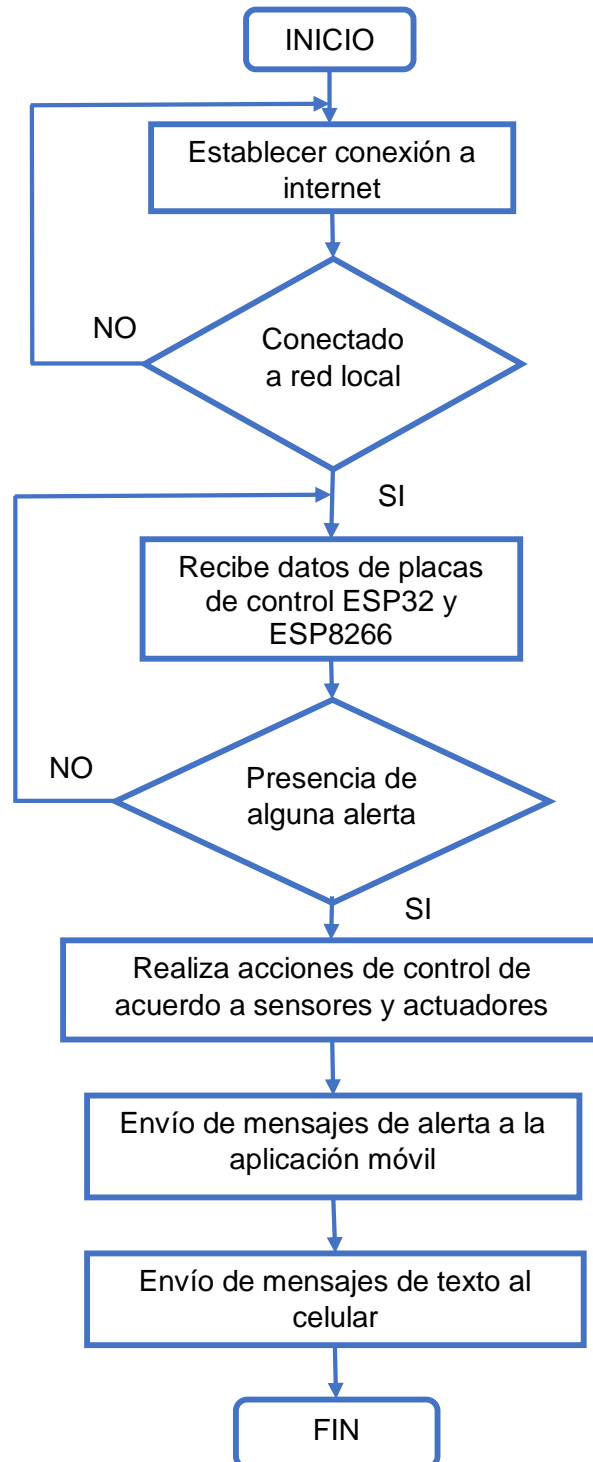 INICIO
Establecer conexión a
internet
NO
Conectado
a red local
SI
Recibe datos de placas
de control ESP32 y
ESP8266
NO
Presencia de
alguna alerta
SI
Realiza acciones de control de
acuerdo a sensores y actuadores
Envío de mensajes de alerta a la
aplicación móvil
Envío de mensajes de texto al
celular
FIN